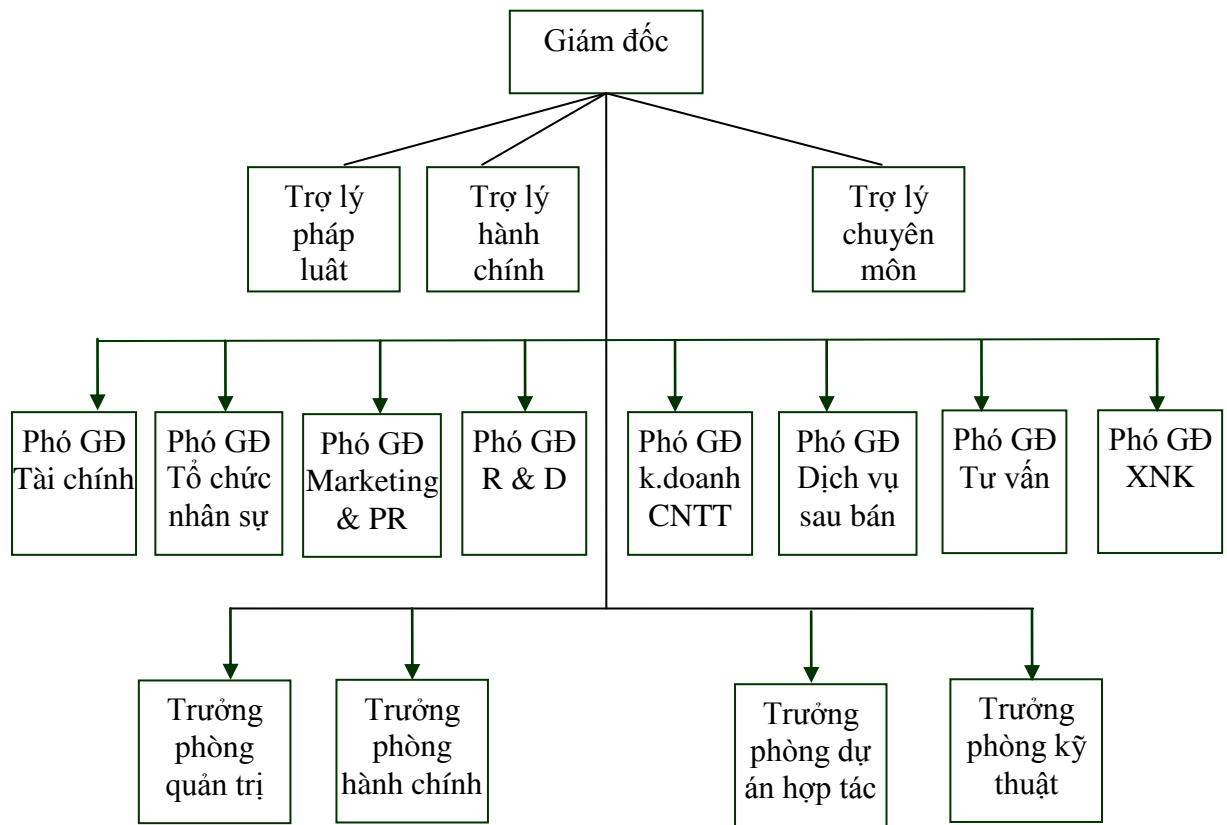 Giám đốc
Trợ lý
pháp
luât
Trợ lý
hành
chính
Trợ lý
chuyên
môn
Phó GĐ
Tài chính
Phó GĐ
Tổ chức
nhân sự
Phó GĐ
Marketing
& PR
Phó GĐ
R & D
Phó GĐ
k.doanh
CNTT
Phó GĐ
Dịch vụ
sau bán
Phó GĐ
Tư vấn
Phó GĐ
XNK
Trưởng
phòng
quản trị
Trưởng
phòng
hành chính
Trưởng
phòng dự
án hợp tác
Trưởng
phòng kỹ
thuật